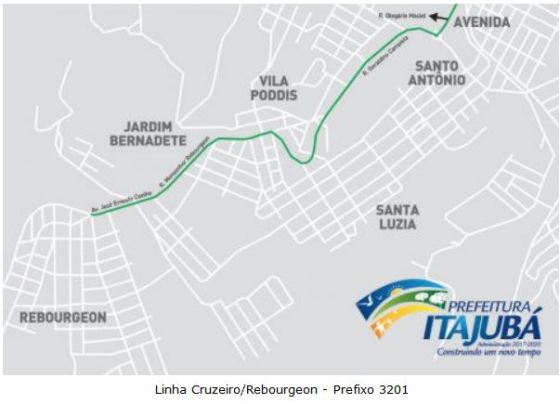 R. Olegário Maciel
AVENIDA
R. Geraldino Campista
SANTO
ANTÔNIO
VILA
PODDIS
JARDIM
BERNADETE
R. Monsenhor Rebourgeon
Av. José Ernesto Coelho
SANTA
LUZIA
REBOURGEON
PREFEITURA
ITAJUBÁ
Administração 2017-2020
Construindo um novo tempo
Linha Cruzeiro/Rebourgeon - Prefixo 3201